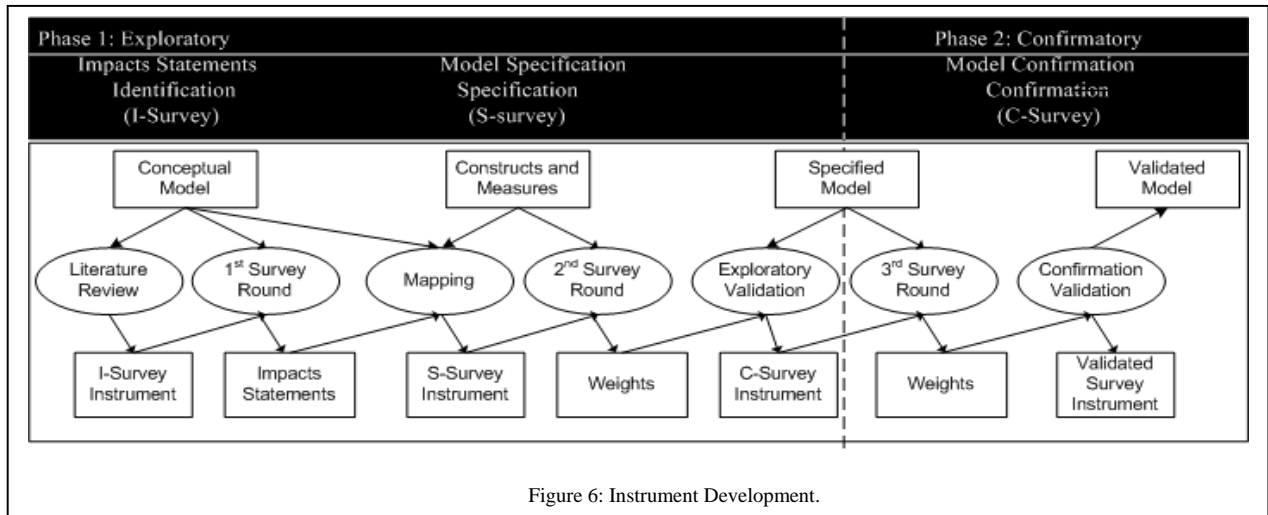 Phase 1: Exploratory
Phase 2: Confirmatory
Impacts Statements
Identification
(I-Survey)
Model Specification
Specification
(S-survey)
Model Confirmation
Confirmation
(C-Survey)
Conceptual
Model
Constructs and
Measures
Specified
Model
Validated
Model
Literature
Review
1st Survey
Round
Mapping
2nd Survey
Round
Exploratory
Validation
3rd Survey
Round
Confirmation
Validation
I-Survey
Instrument
Impacts
Statements
S-Survey
Instrument
Weights
C-Survey
Instrument
Weights
Validated
Survey
Instrument
Figure 6: Instrument Development.